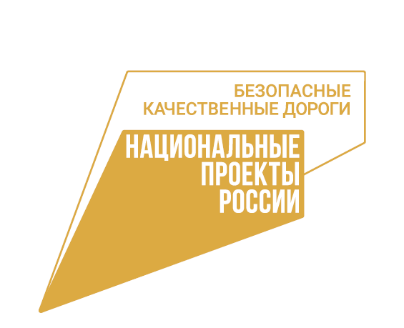 БЕЗОПАСНЫЕ
КАЧЕСТВЕННЫЕ ДОРОГИ
НАЦИОНАЛЬНЫЕ
ПРОЕКТЫ
РОССИИ